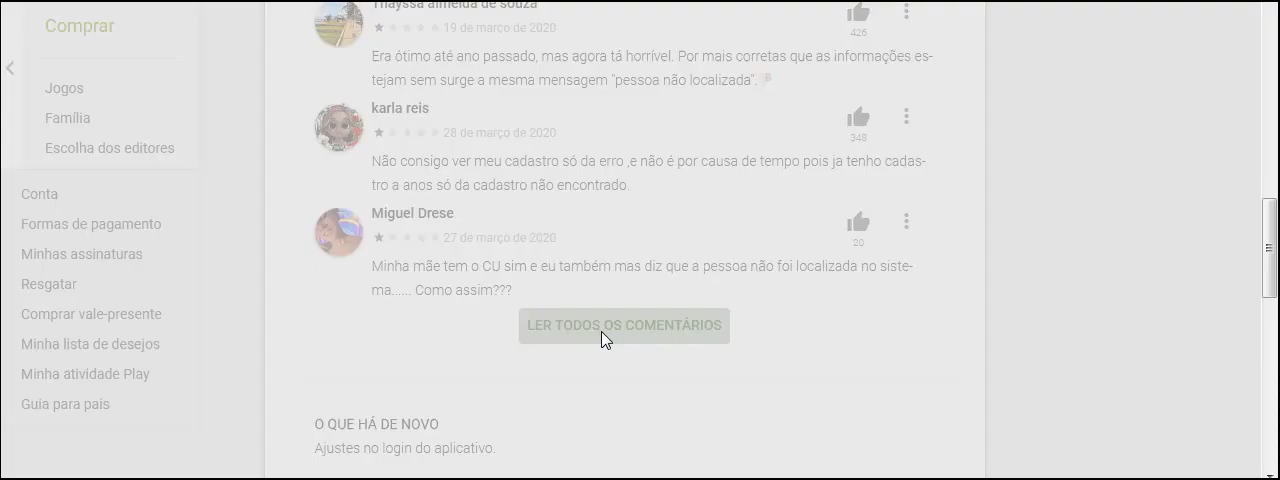 Comprar
Jogos
Família
Escolha dos editores
Conta
Formas de pagamento
Minhas assinaturas
Resgatar
Comprar vale-presente
Minha lista de desejos
Minha atividade Play
Guia para pais
Thayssa almeida de souza
19 de março de 2020
426
Era ótimo até ano passado, mas agora tá horrível. Por mais corretas que as informações es-
tejam sem surge a mesma mensagem "pessoa não localizada".
karla reis
28 de março de 2020
348
Não consigo ver meu cadastro só da erro ,e não é por causa de tempo pois ja tenho cadas-
tro a anos só da cadastro não encontrado.
Miguel Drese
27 de março de 2020
20
Minha mãe tem o CU sim e eu também mas diz que a pessoa não foi localizada no siste-
ma...... Como assim???
LER TODOS OS COMENTÁRIOS
O QUE HÁ DE NOVO
Ajustes no login do aplicativo.